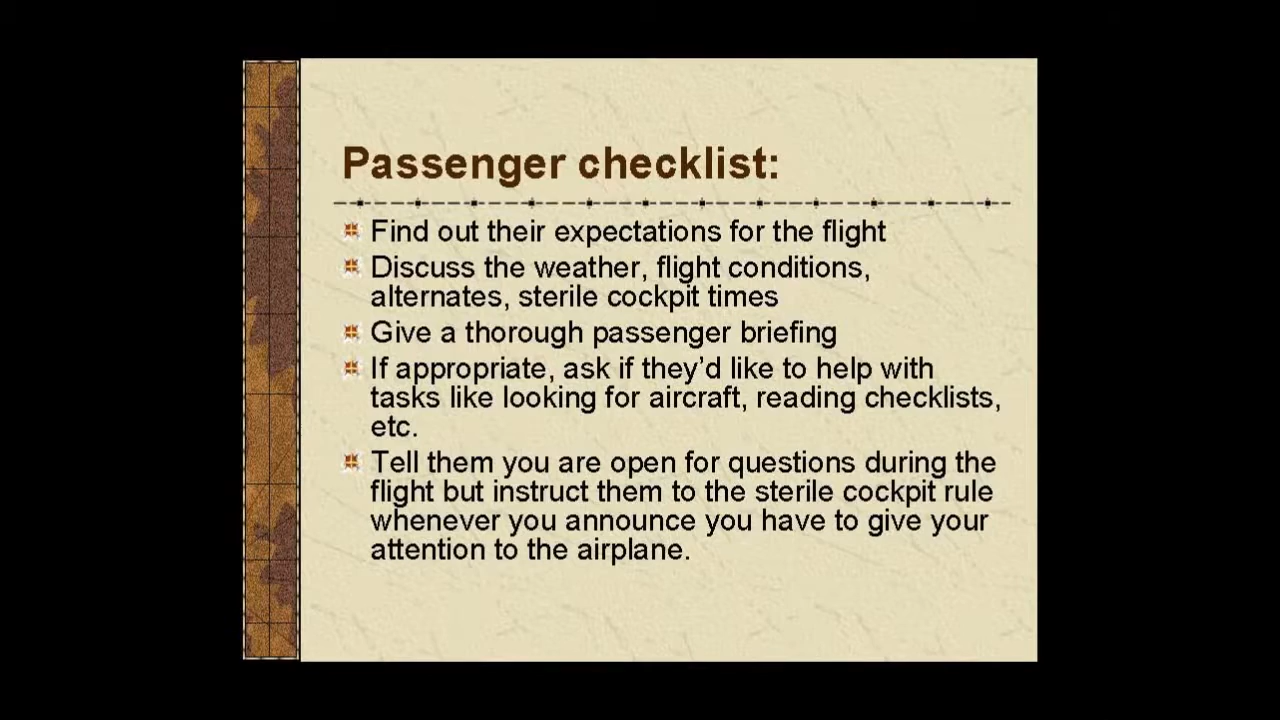 Passenger checklist:
Find out their expectations for the flight
Discuss the weather, flight conditions,
alternates, sterile cockpit times
Give a thorough passenger briefing
If appropriate, ask if they’d like to help with
tasks like looking for aircraft, reading checklists,
etc.
Tell them you are open for questions during the
flight but instruct them to the sterile cockpit rule
whenever you announce you have to give your
attention to the airplane.